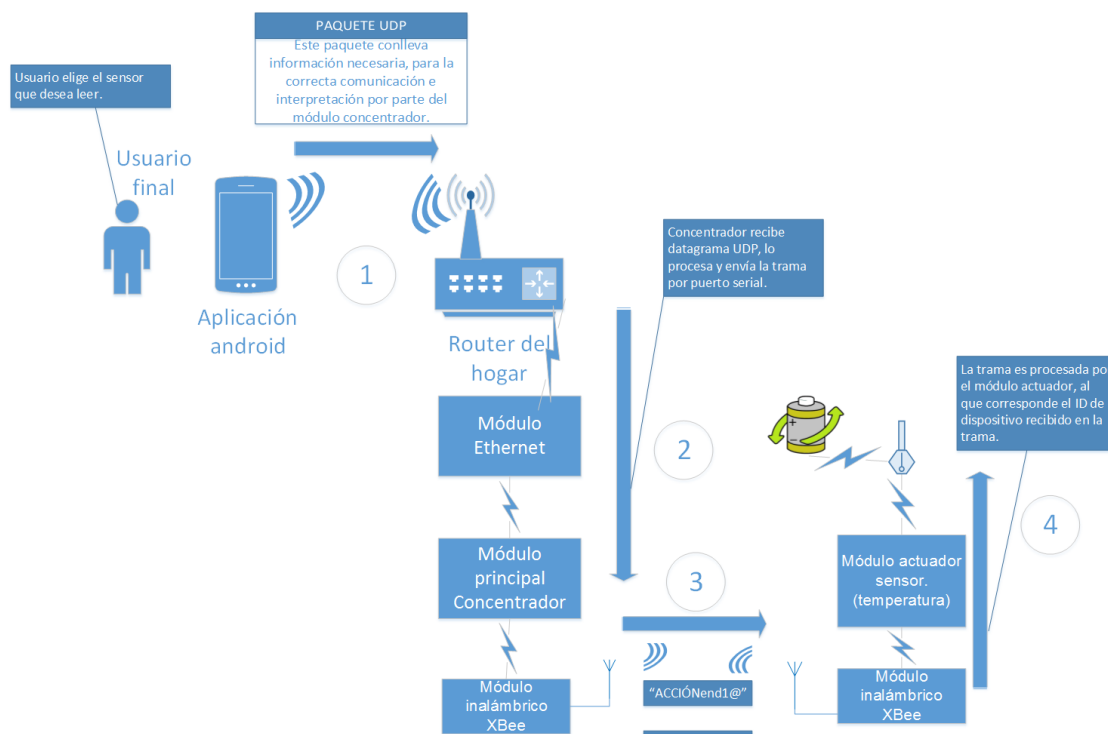 PAQUETE UDP
Este paquete conlleva
información necesaria, para la
correcta comunicación e
interpretación por parte del
módulo concentrador.
Usuario elige el sensor
que desea leer.
Usuario
final
1
Aplicación
android
Router del
hogar
Concentrador recibe
datagrama UDP, lo
procesa y envía la trama
por puerto serial.
Módulo
Ethernet
2
Módulo
principal
Concentrador
3
"ACCIÓNend1@"
Módulo
inalámbrico
XBee
La trama es procesada por
el módulo actuador, al
que corresponde el ID de
dispositivo recibido en la
trama.
4
Módulo actuador
sensor.
(temperatura)
Módulo
inalámbrico
XBee